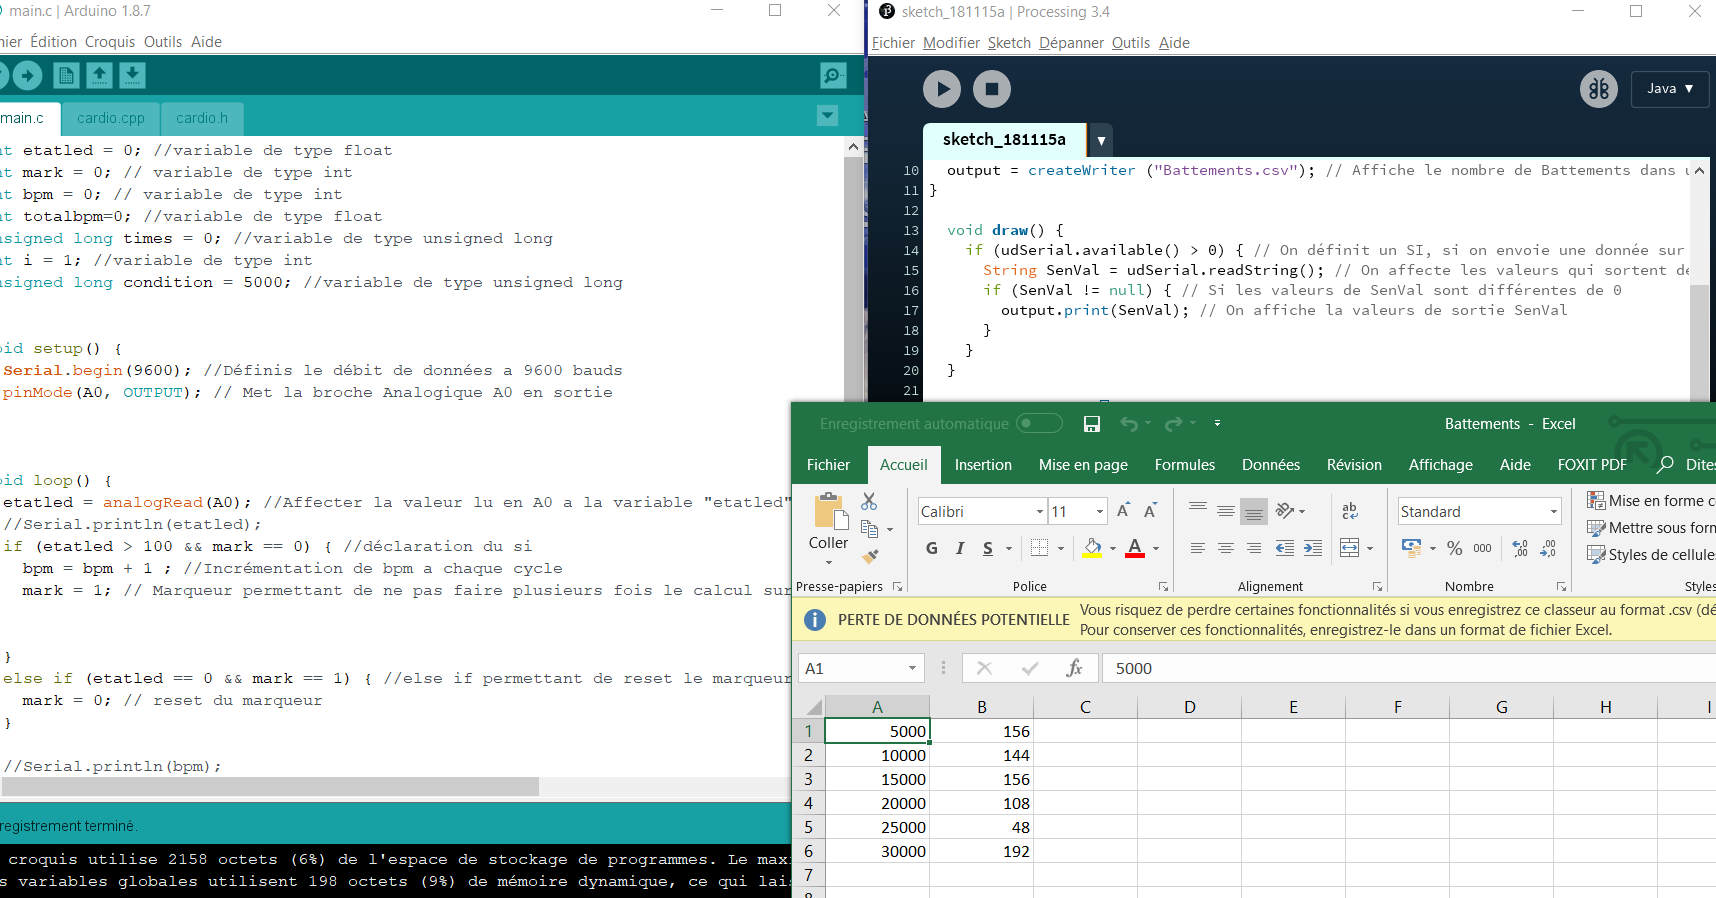 main.c | Arduino 1.8.7
Édition Croquis Outils Aide
main.c cardio.cpp cardio.h
etatled = 0; //variable de type float
mark = 0; // variable de type int
bpm = 0; // variable de type int
totalbpm=0; //variable de type float
long times = 0; //variable de type unsigned long
i = 1; //variable de type int
long condition = 5000; //variable de type unsigned long
setup() {
Serial.begin(9600); //Définis le débit de données a 9600 bauds
pinMode(A0, OUTPUT); // Met la broche Analogique A0 en sortie
loop() {
etatled = analogRead(A0); //Affecter la valeur lu en A0 a la variable "etatled"
//Serial.println(etatled);
if (etatled > 100 && mark == 0) { //déclaration du si
bpm = bpm + 1 ; //Incrémentation de bpm a chaque cycle
mark = 1; // Marqueur permettant de ne pas faire plusieurs fois le calcul sur
}
else if (etatled == 0 && mark == 1) { //else if permettant de reset le marqueur
mark = 0; // reset du marqueur
}
//Serial.println(bpm);
registrement terminé.
croquis utilise 2158 octets (6%) de l'espace de stockage de programmes. Le maxi
s variables globales utilisent 198 octets (9%) de mémoire dynamique, ce qui lais
sketch_181115a | Processing 3.4
Fichier Modifier Sketch Dépanner Outils Aide
Java ▼
sketch_181115a ▼
10 output = createWriter ("Battements.csv"); // Affiche le nombre de Battements dans u
11 }
12
13 void draw() {
14 if (udSerial.available() > 0) { // On définit un SI, si on envoie une donnée sur
15 String SenVal = udSerial.readString(); // On affecte les valeurs qui sortent de
16 if (SenVal != null) { // Si les valeurs de SenVal sont différentes de 0
17 output.print(SenVal); // On affiche la valeurs de sortie SenVal
18 }
19 }
20 }
21
Enregistrement automatique Battements - Excel
Fichier Accueil Insertion Mise en page Formules Données Révision Affichage Aide FOXIT PDF Dites
Coller Calibri 11 A A ab c Standard Mise en forme c
G I S A % 000 Mettre sous form
,00 ,0 Styles de cellules
Presse-papiers Police Alignement Nombre Styles
PERTE DE DONNÉES POTENTIELLE Vous risquez de perdre certaines fonctionnalités si vous enregistrez ce classeur au format .csv (dé
Pour conserver ces fonctionnalités, enregistrez-le dans un format de fichier Excel.
A1 fx 5000
A B C D E F G H I
1 5000 156
2 10000 144
3 15000 156
4 20000 108
5 25000 48
6 30000 192
7
8